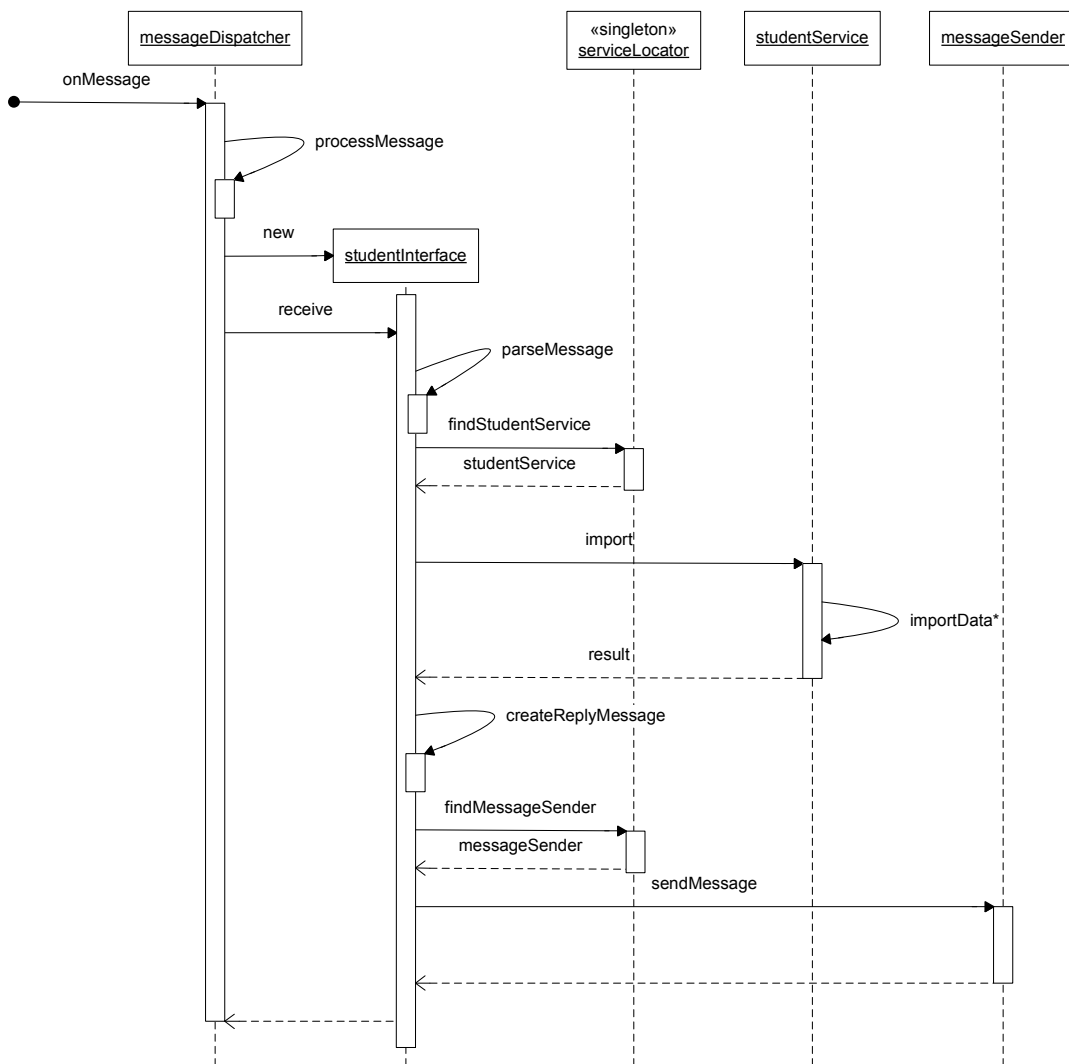 messageDispatcher
«singleton»
serviceLocator
studentService
messageSender
onMessage
processMessage
new
studentInterface
receive
parseMessage
findStudentService
studentService
import
importData*
result
createReplyMessage
findMessageSender
messageSender
sendMessage